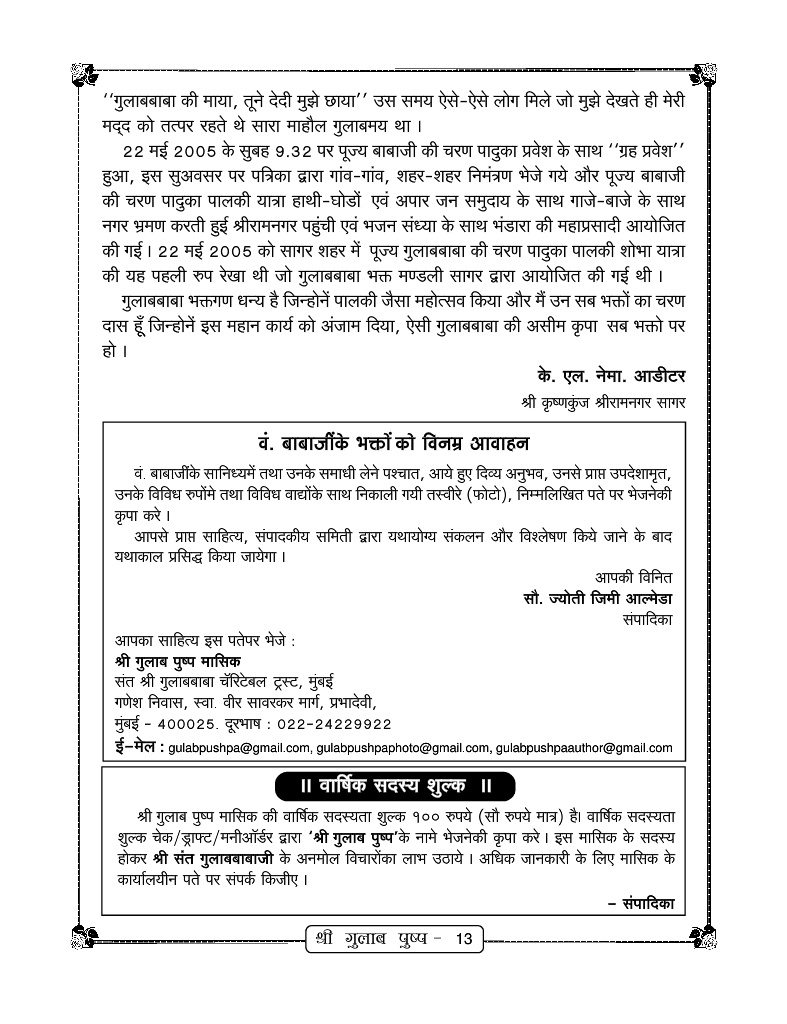 ‘‘गुलाबबाबा की माया, तूने देदी मुझे छाया’’ उस समय ऐसे-ऐसे लोग मिले जो मुझे देखते ही मेरी
मद्द को तत्पर रहते थे सारा माहौल गुलाबमय था ।
22 मई 2005 के सुबह 9.32 पर पूज्य बाबाजी की चरण पादुका प्रवेश के साथ ‘‘ग्रह प्रवेश’’
हुआ, इस सुअवसर पर पत्रिका द्वारा गांव-गांव, शहर-शहर निमंत्रण भेजे गये और पूज्य बाबाजी
की चरण पादुका पालकी यात्रा हाथी-घोडों एवं अपार जन समुदाय के साथ गाजे-बाजे के साथ
नगर भ्रमण करती हुई श्रीरामनगर पहुंची एवं भजन संध्या के साथ भंडारा की महाप्रसादी आयोजित
की गई । 22 मई 2005 को सागर शहर में पूज्य गुलाबबाबा की चरण पादुका पालकी शोभा यात्रा
की यह पहली रुप रेखा थी जो गुलाबबाबा भक्त मण्डली सागर द्वारा आयोजित की गई थी ।
गुलाबबाबा भक्तगण धन्य है जिन्होनें पालकी जैसा महोत्सव किया और मैं उन सब भक्तों का चरण
दास हूँ जिन्होनें इस महान कार्य को अंजाम दिया, ऐसी गुलाबबाबा की असीम कृपा सब भक्तो पर
हो ।
के. एल. नेमा. आडीटर
श्री कृष्णकुंज श्रीरामनगर सागर
वं. बाबाजींके भक्तों को विनम्र आवाहन
वं. बाबाजींके सानिध्यमें तथा उनके समाधी लेने पश्चात, आये हुए दिव्य अनुभव, उनसे प्राप्त उपदेशामृत,
उनके विविध रुपोंमे तथा विविध वाद्योंके साथ निकाली गयी तस्वीरे (फोटो), निम्मलिखित पते पर भेजनेकी
कृपा करे ।
आपसे प्राप्त साहित्य, संपादकीय समिती द्वारा यथायोग्य संकलन और विश्लेषण किये जाने के बाद
यथाकाल प्रसिद्ध किया जायेगा ।
आपकी विनित
सौ. ज्योती जिमी आल्मेडा
संपादिका
आपका साहित्य इस पतेपर भेजे :
श्री गुलाब पुष्प मासिक
संत श्री गुलाबबाबा चॅरिटेबल ट्रस्ट, मुंबई
गणेश निवास, स्वा. वीर सावरकर मार्ग, प्रभादेवी,
मुंबई - 400025. दूरभाष : 022-24229922
ई-मेल : gulabpushpa@gmail.com, gulabpushpaphoto@gmail.com, gulabpushpaauthor@gmail.com
॥ वार्षिक सदस्य शुल्क ॥
श्री गुलाब पुष्प मासिक की वार्षिक सदस्यता शुल्क १०० रुपये (सौ रुपये मात्र) है। वार्षिक सदस्यता
शुल्क चेक/ड्राफ्ट/मनीऑर्डर द्वारा ‘श्री गुलाब पुष्प’के नामे भेजनेकी कृपा करे । इस मासिक के सदस्य
होकर श्री संत गुलाबबाबाजी के अनमोल विचारोंका लाभ उठाये । अधिक जानकारी के लिए मासिक के
कार्यालयीन पते पर संपर्क किजीए ।
– संपादिका
श्री गुलाब पुष्प - 13